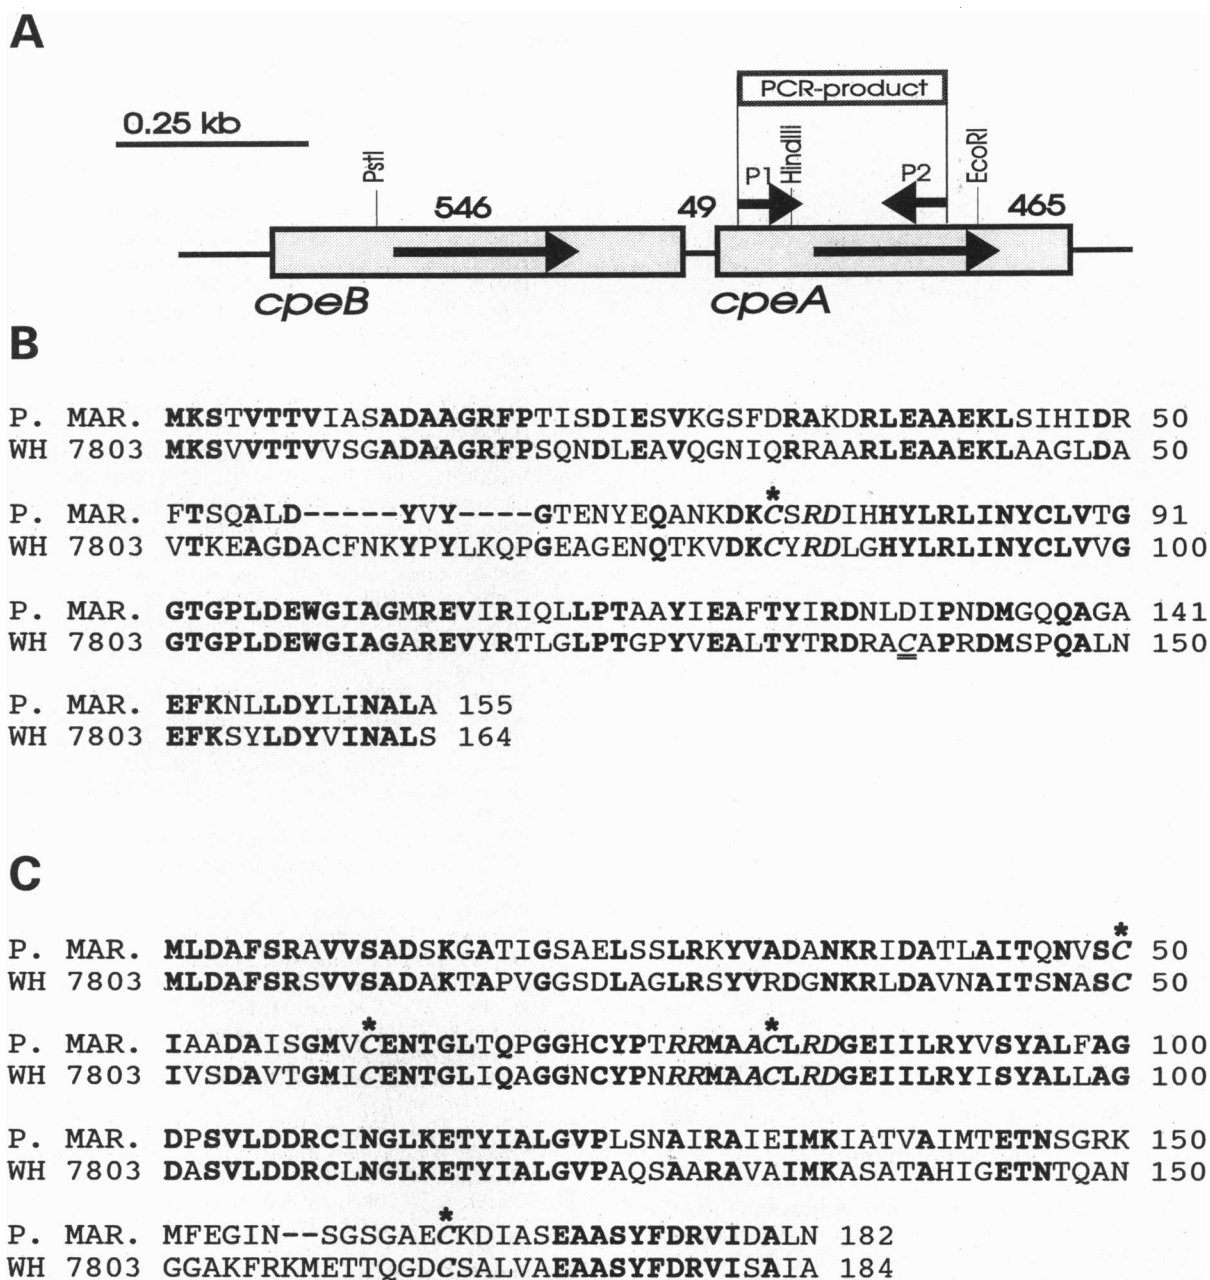 A
PCR-product
0.25 kb
PstI
P1
HindIII
P2
EcoRI
546
49
465
cpeB
cpeA
B
P. MAR. MKSTVTTVIASADAAGRFPTISDIESVKGSFDRAKDRLEAAEKLSIHIDR 50
WH 7803 MKSVVTTVVSGADAAGRFPSQNDLEAVQGNIQRRAARLEAAEKLAAGLDA 50
*
P. MAR. FTSQALD-----YVY----GTENYEQANKDKCSRDIHHYLRLINYCLVTG 91
WH 7803 VTKEAGDACFNKYPYLKQPGEAGENQTKVDKCYRDLGHYLRLINYCLVVG 100
P. MAR. GTGPLDEWGIAGMREVIRIQLLPTAAYIEAFTYIRDNLDIPNDMGQQAGA 141
WH 7803 GTGPLDEWGIAGAREVYRTLGLPTGPYVEALTYTRDRACAPRDMSPQALN 150
P. MAR. EFKNLLDYLINALA 155
WH 7803 EFKSYLDYVINALS 164
C
*
P. MAR. MLDAFSRAVVSADSKGATIGSAELSSLRKYVADANKRIDATLAITQNVSC 50
WH 7803 MLDAFSRSVVSADAKTAPVGGSDLAGLRSYVRDGNKRLDAVNAITSNASC 50
* *
P. MAR. IAADAISGMVCENTGLTQPGGHCYPTRRMAACLRDGEIILRYVSYALFAG 100
WH 7803 IVSDAVTGMICENTGLIQAGGNCYPNRRMAACLRDGEIILRYISYALLAG 100
P. MAR. DPSVLDDRCINGLKETYIALGVPLSNAIRAIEIMKIATVAIMTETNSGRK 150
WH 7803 DASVLDDRCLNGLKETYIALGVPAQSAARAVAIMKASATAHIGETNTQAN 150
*
P. MAR. MFEGIN--SGSGAECKDIASEAASYFDRVIDALN 182
WH 7803 GGAKFRKMETTQGDCSALVAEAASYFDRVISAIA 184